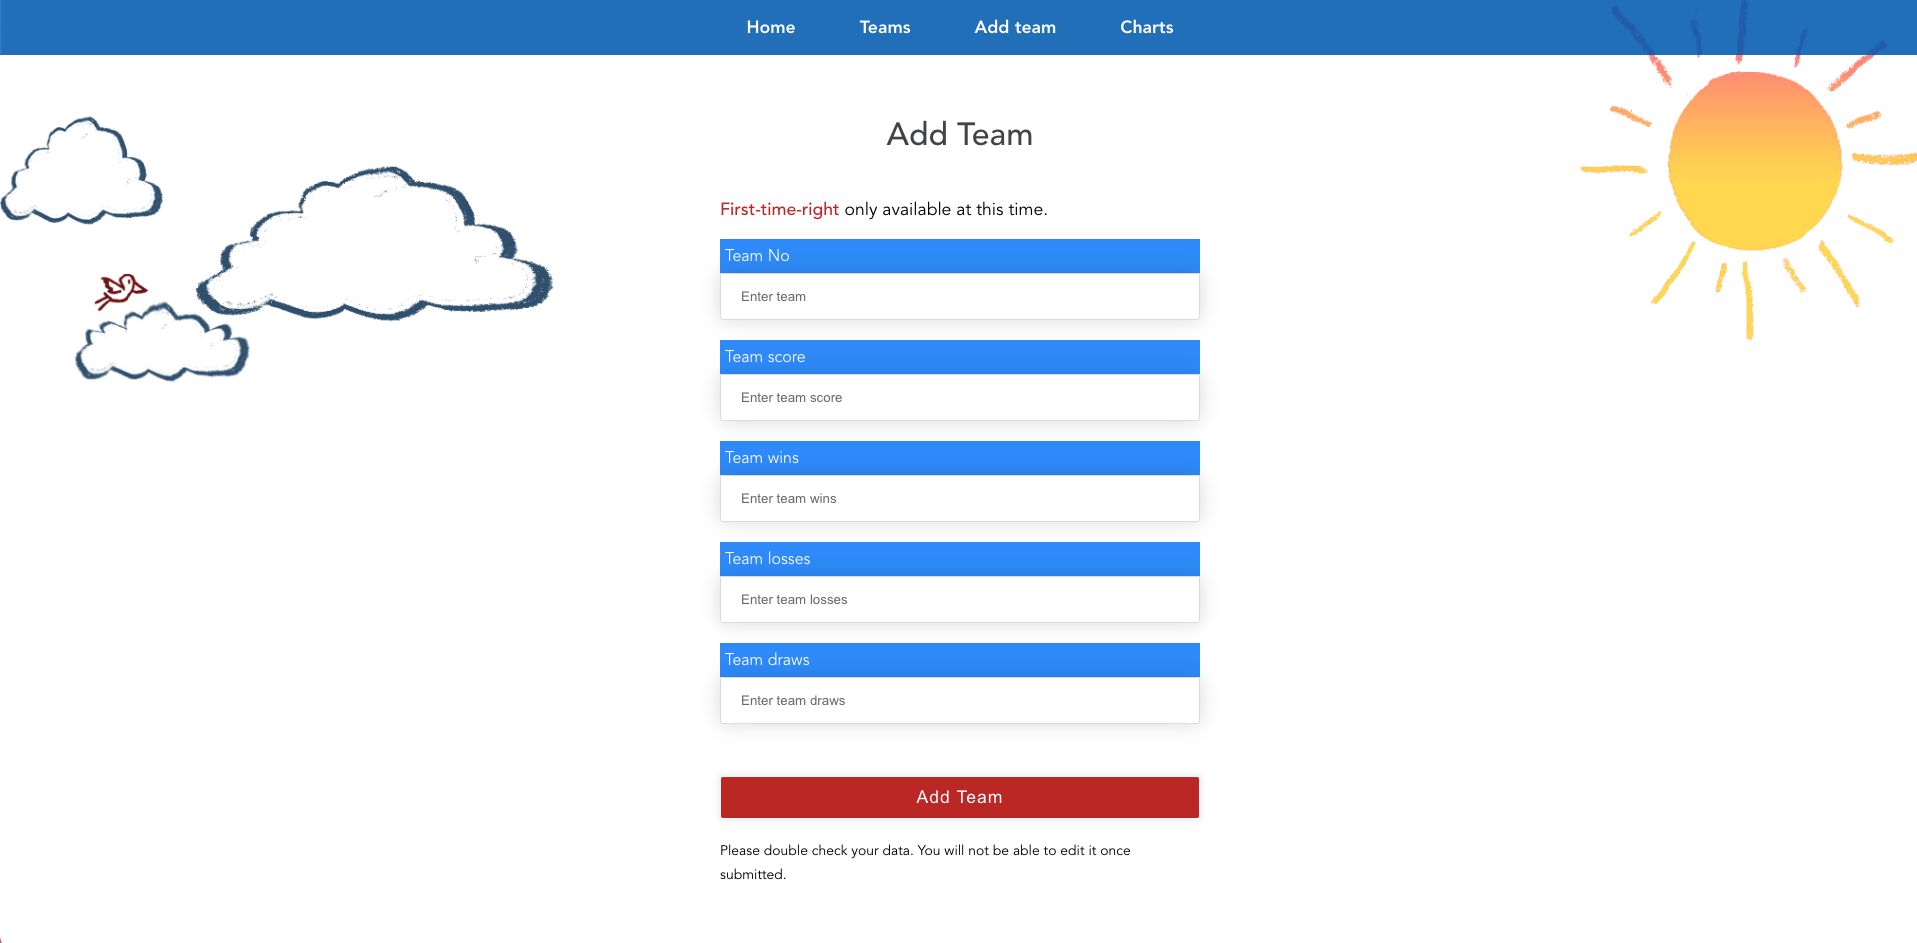 Home Teams Add team Charts
Add Team
First-time-right only available at this time.
Team No
Enter team
Team score
Enter team score
Team wins
Enter team wins
Team losses
Enter team losses
Team draws
Enter team draws
Add Team
Please double check your data. You will not be able to edit it once
submitted.